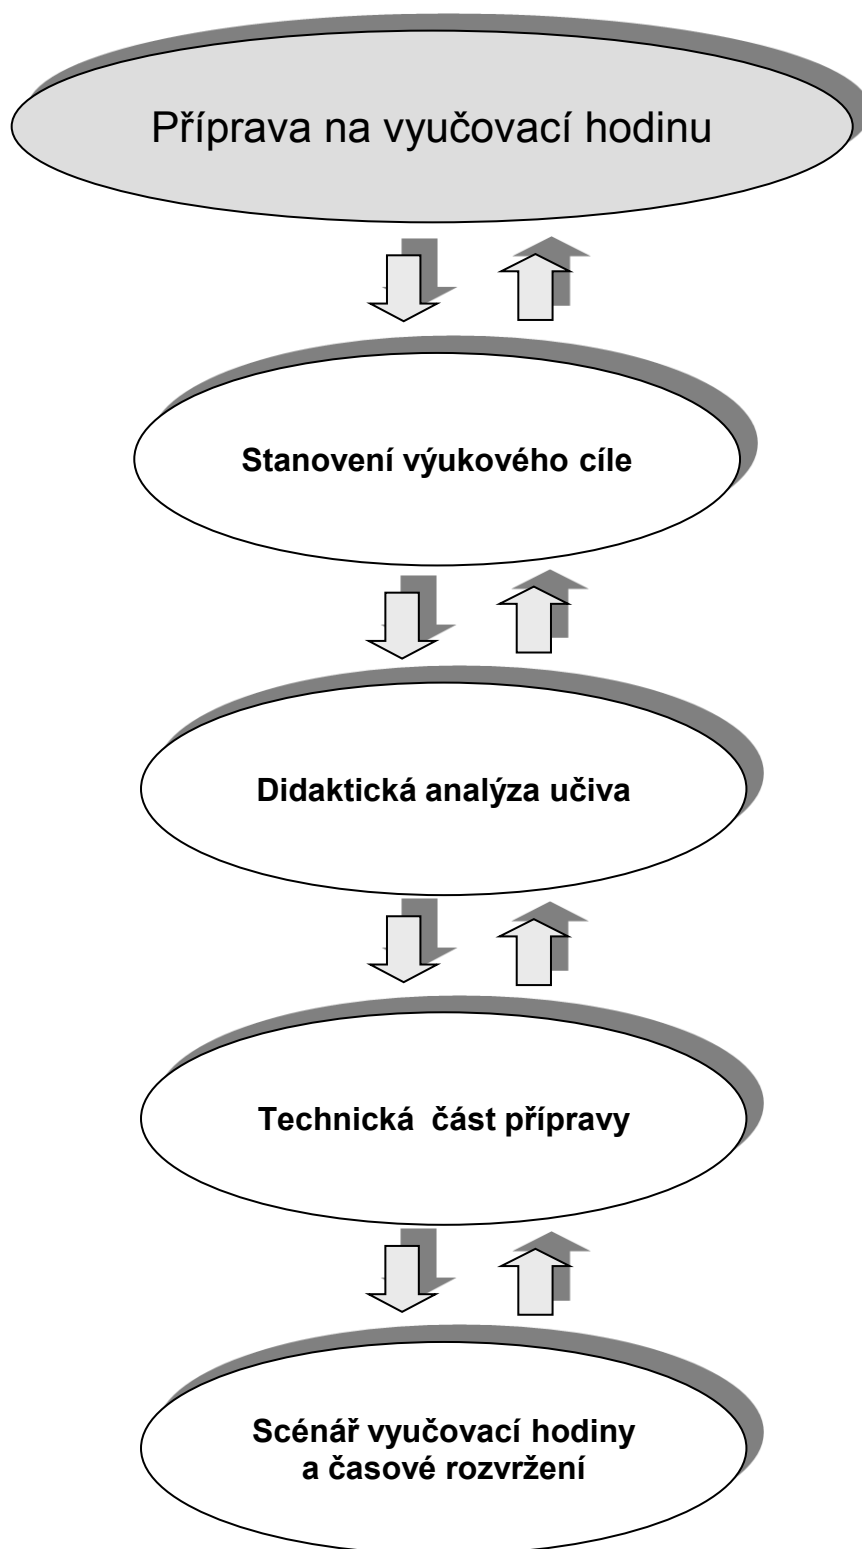 Příprava na vyučovací hodinu
Stanovení výukového cíle
Didaktická analýza učiva
Technická  část přípravy
Scénář vyučovací hodiny
a časové rozvržení